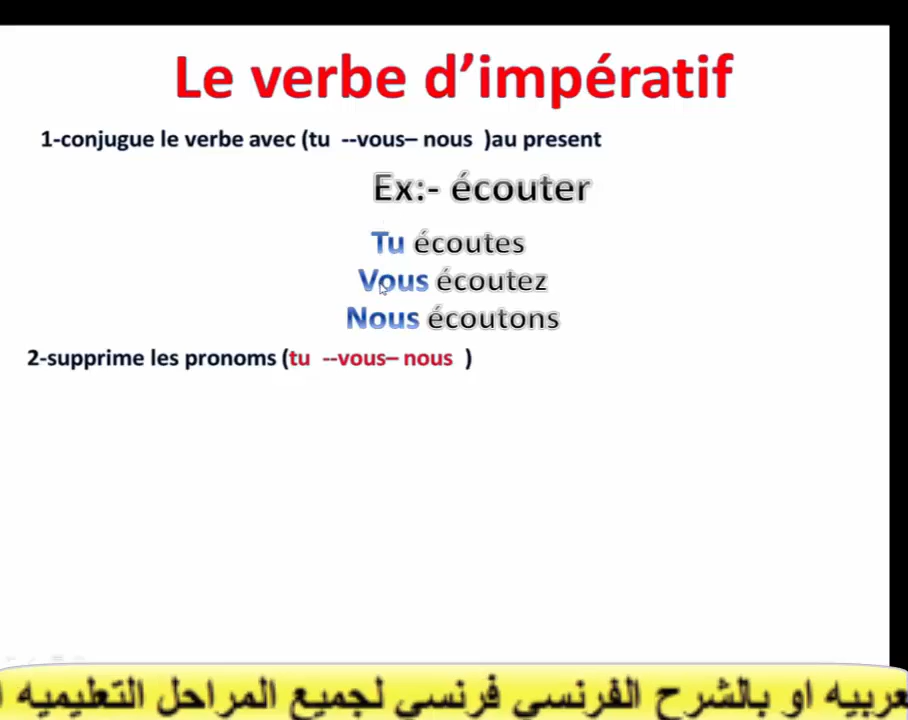 Le verbe d’impératif
1-conjugue le verbe avec (tu --vous– nous )au present
Ex:- écouter
Tu écoutes
Vous écoutez
Nous écoutons
2-supprime les pronoms (tu --vous– nous )
او بالشرح الفرنسي فرنسي لجميع المراحل التعليميه